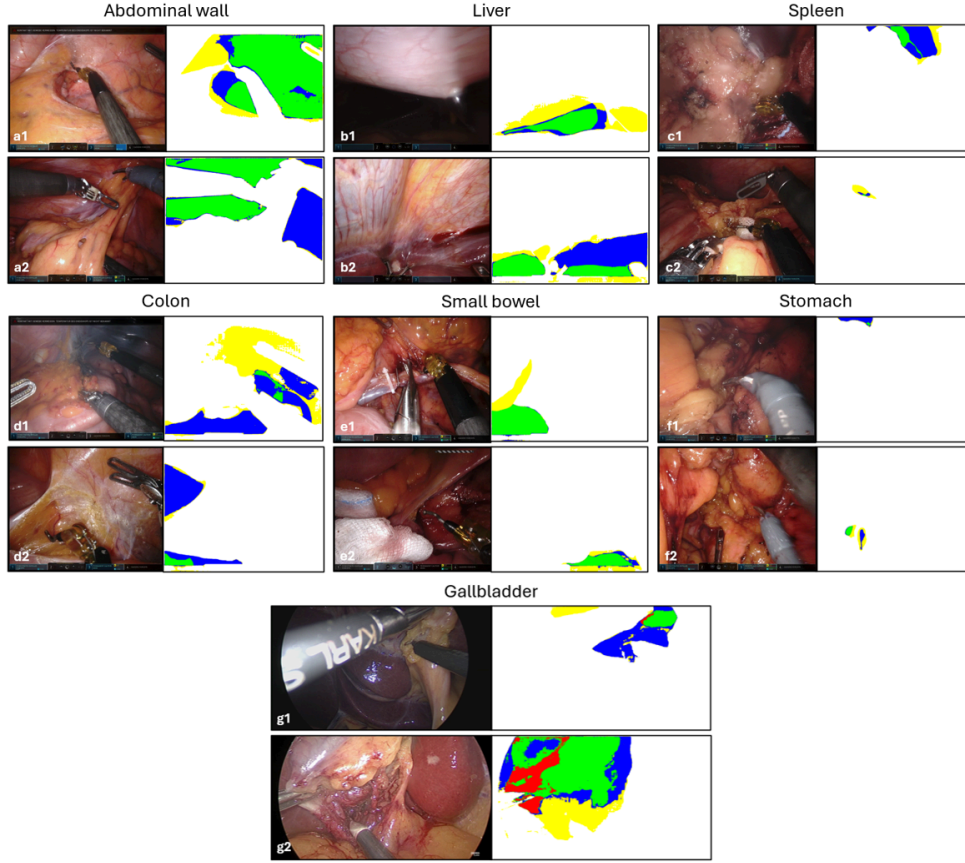 Abdominal wall
Liver
Spleen
a1
b1
c1
a2
b2
c2
Colon
Small bowel
Stomach
d1
e1
f1
d2
e2
f2
Gallbladder
KARL S
g1
g2